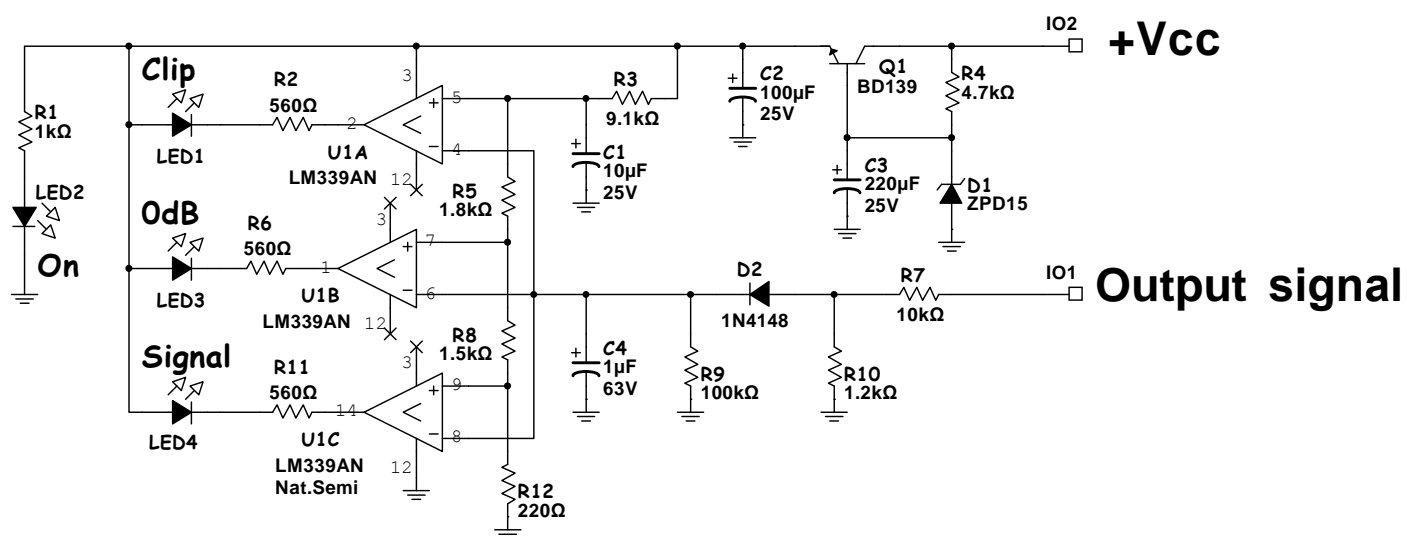 IO2
+Vcc
Clip
R2
560Ω
3
5
R3
9.1kΩ
C2
100µF
25V
Q1
BD139
R4
4.7kΩ
R1
1kΩ
LED1
2
4
U1A
LM339AN
12
C1
10µF
25V
C3
220µF
25V
D1
ZPD15
LED2
On
0dB
R6
560Ω
3
R5
1.8kΩ
7
LED3
1
6
U1B
LM339AN
12
D2
1N4148
R7
10kΩ
IO1
Output signal
Signal
R11
560Ω
3
R8
1.5kΩ
9
C4
1µF
63V
R9
100kΩ
R10
1.2kΩ
LED4
14
8
U1C
LM339AN
Nat.Semi
12
R12
220Ω